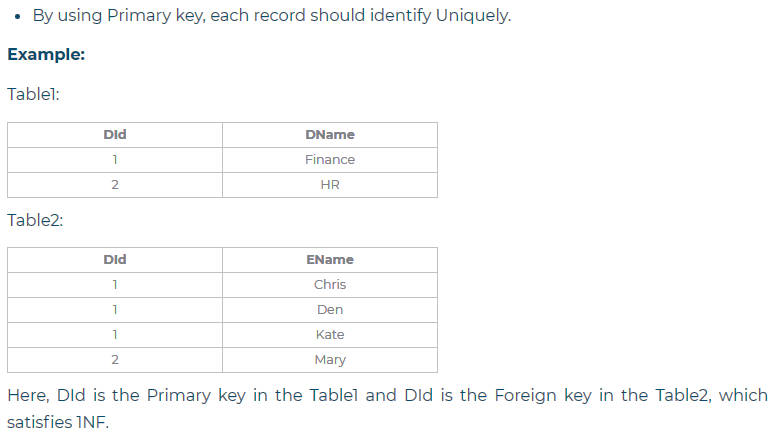 • By using Primary key, each record should identify Uniquely.
Example:
Table1:
DId DName
1 Finance
2 HR
Table2:
DId EName
1 Chris
1 Den
1 Kate
2 Mary
Here, DId is the Primary key in the Table1 and DId is the Foreign key in the Table2, which
satisfies 1NF.